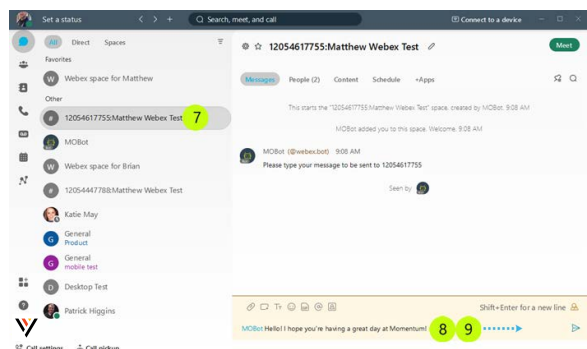 Set a status
Search, meet, and call
Connect to a device
All Direct Spaces
Favorites
W Webex space for Matthew
Other
# 12054617755:Matthew Webex Test 7
MOBot
W Webex space for Brian
# 1205444778&Matthew Webex Test
Katie May
G General
Product
G General
mobile test
D Desktop Test
Patrick Higgins
Call settings Call pickup
12054617755:Matthew Webex Test
Meet
Messages People (2) Content Schedule +Apps
This starts the "12054617755:Matthew Webex Test" space, created by MOBot. 9:08 AM
MOBot added you to this space. Welcome. 9:08 AM
MOBot (@webex.bot) 9:08 AM
Please type your message to be sent to 12054617755
Seen by
Shift+Enter for a new line
MOBot Hello! I hope you're having a great day at Momentum! 8 9